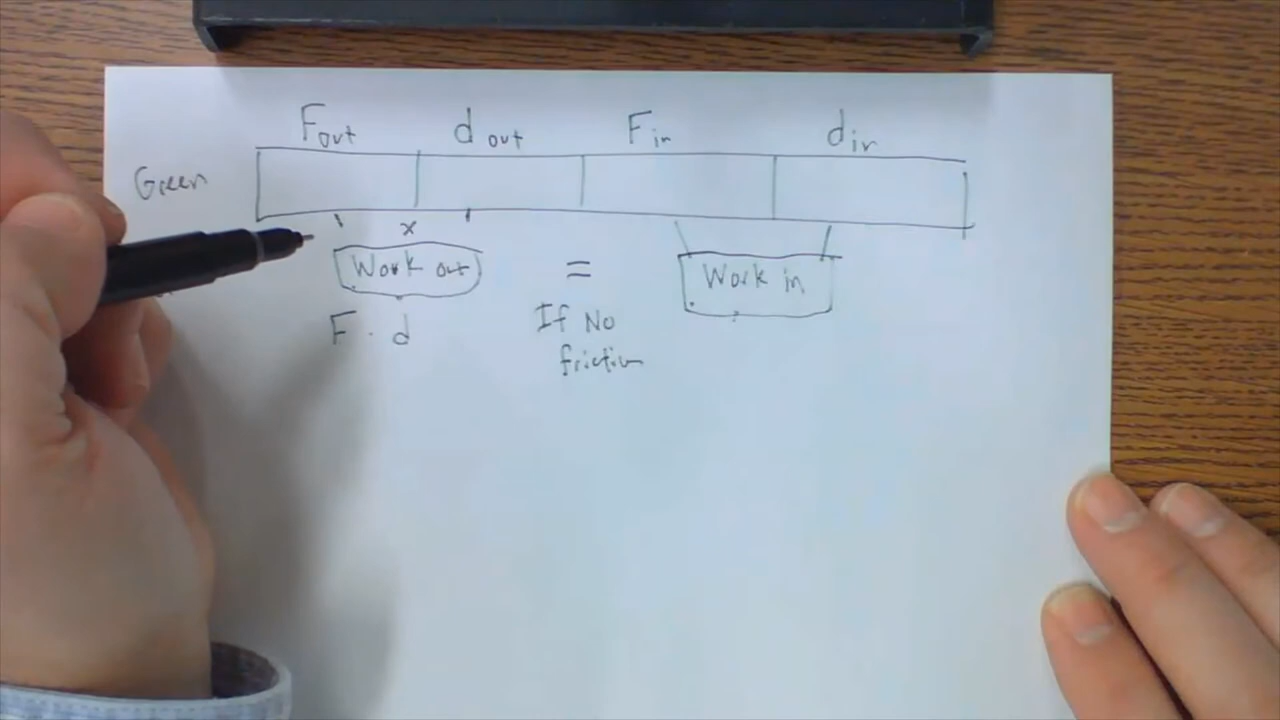 Fout dout Fin din
Green
x
Work out = Work in
F · d
If No
friction